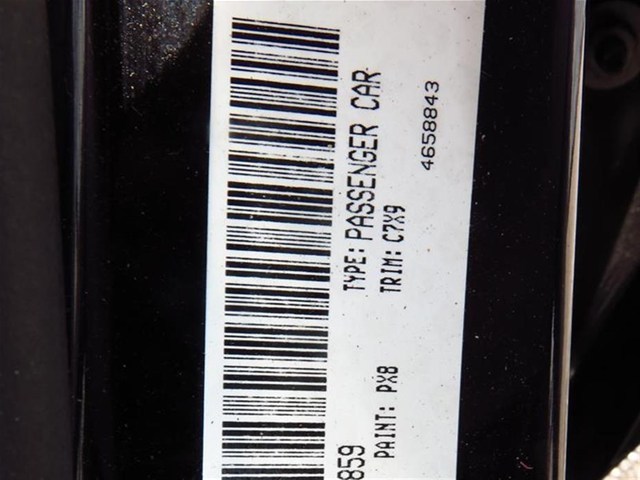 859
TYPE: PASSENGER CAR
PAINT: PX8 TRIM: C7X9
4658843